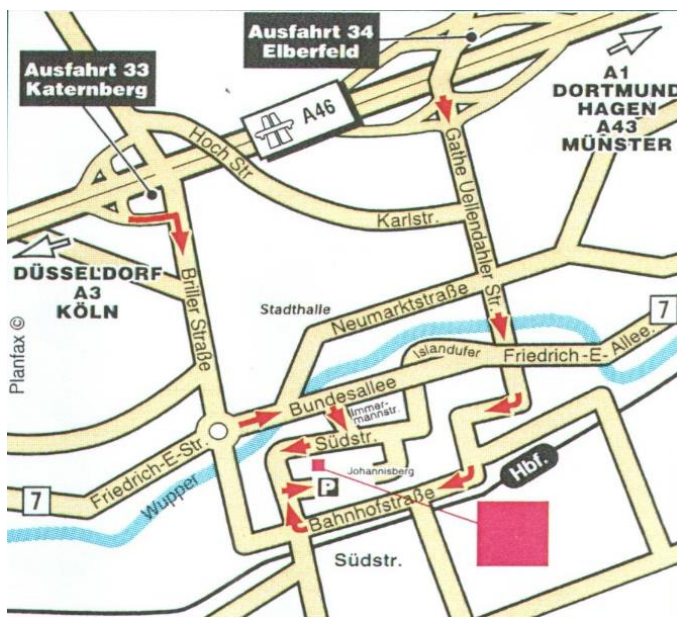 Ausfahrt 34
Elberfeld
Ausfahrt 33
Katernberg
A46
A1
DORTMUND
HAGEN
A43
MÜNSTER
Hoch Str
Gathe Uellendahler Str.
Karlstr.
DÜSSELDORF
A3
KÖLN
Briller Straße
Planfax ©
Stadthalle
Neumarktstraße
7
Islandufer
Friedrich-E-Allee.
Bundesallee
Immer-
mannstr.
Südstr.
Friedrich-E-Str.
Johannisberg
Hbf.
7
Wupper
P
Bahnhofstraße
Südstr.